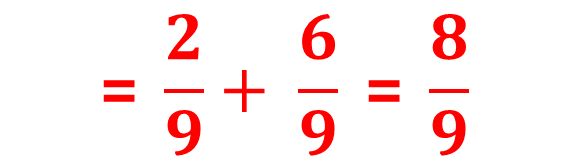 = 2/9 + 6/9 = 8/9